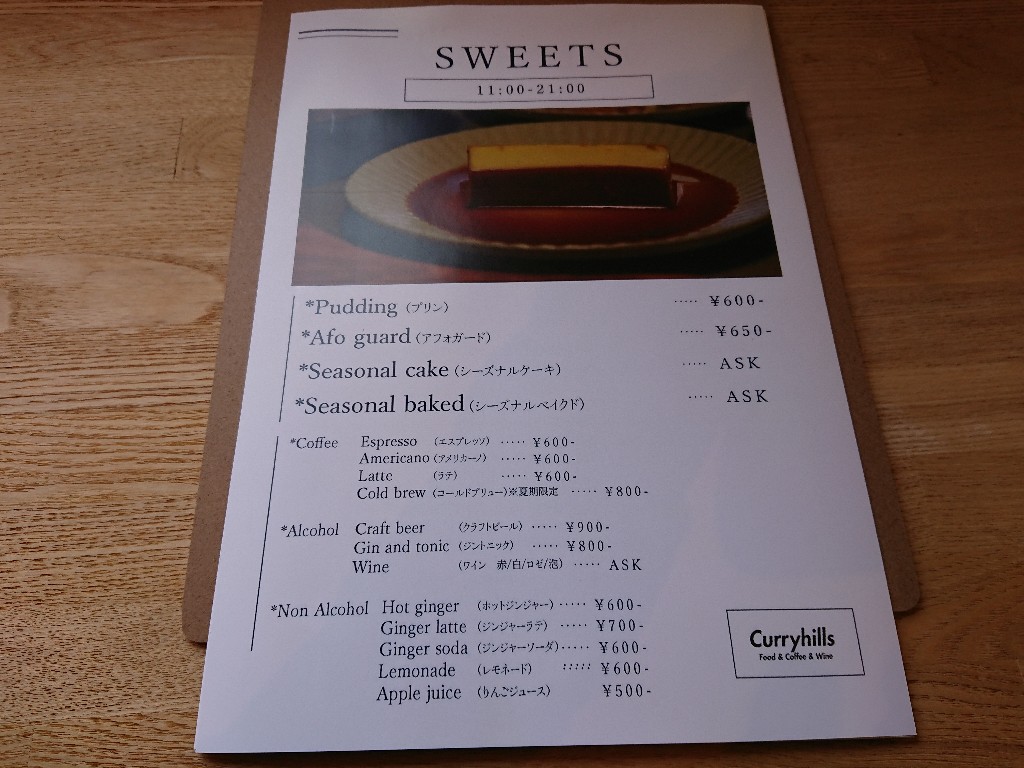 SWEETS
11:00-21:00
*Pudding (プリン) ····· ¥600-
*Afo guard (アフォガード) ····· ¥650-
*Seasonal cake (シーズナルケーキ) ····· ASK
*Seasonal baked (シーズナルベイクド) ····· ASK
*Coffee Espresso (エスプレッソ) ····· ¥600-
Americano (アメリカーノ) ····· ¥600-
Latte (ラテ) ····· ¥600-
Cold brew (コールドブリュー)※夏期限定 ····· ¥800-
*Alcohol Craft beer (クラフトビール) ····· ¥900-
Gin and tonic (ジントニック) ····· ¥800-
Wine (ワイン 赤/白/ロゼ/泡) ····· ASK
*Non Alcohol Hot ginger (ホットジンジャー) ····· ¥600-
Ginger latte (ジンジャーラテ) ····· ¥700-
Ginger soda (ジンジャーソーダ) ····· ¥600-
Lemonade (レモネード) ::::: ¥600-
Apple juice (りんごジュース) ¥500-
Curryhills
Food & Coffee & Wine